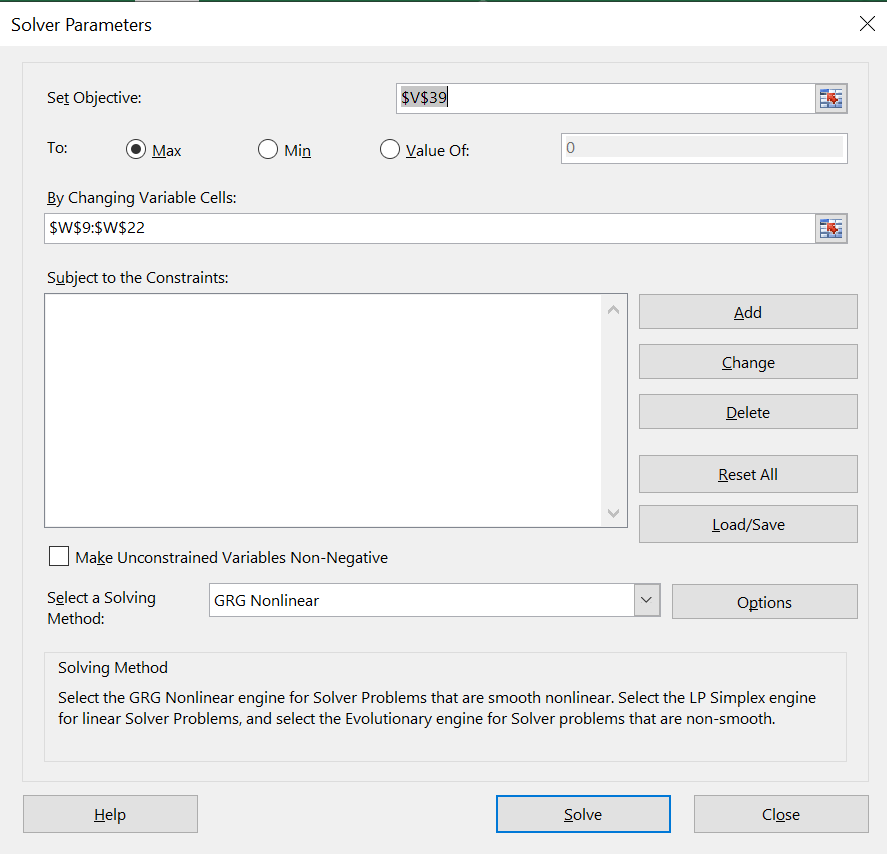 Solver Parameters
Set Objective:
$V$39
To:
Max
Min
Value Of:
0
By Changing Variable Cells:
$W$9:$W$22
Subject to the Constraints:
Add
Change
Delete
Reset All
Load/Save
Make Unconstrained Variables Non-Negative
Select a Solving
Method:
GRG Nonlinear
Options
Solving Method
Select the GRG Nonlinear engine for Solver Problems that are smooth nonlinear. Select the LP Simplex engine
for linear Solver Problems, and select the Evolutionary engine for Solver problems that are non-smooth.
Help
Solve
Close